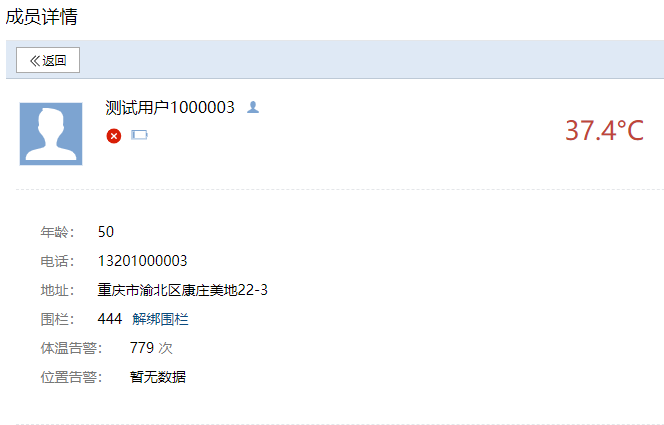 成员详情
返回
测试用户1000003
37.4°C
年龄： 50
电话： 13201000003
地址： 重庆市渝北区康庄美地22-3
围栏： 444 解绑围栏
体温告警： 779 次
位置告警： 暂无数据